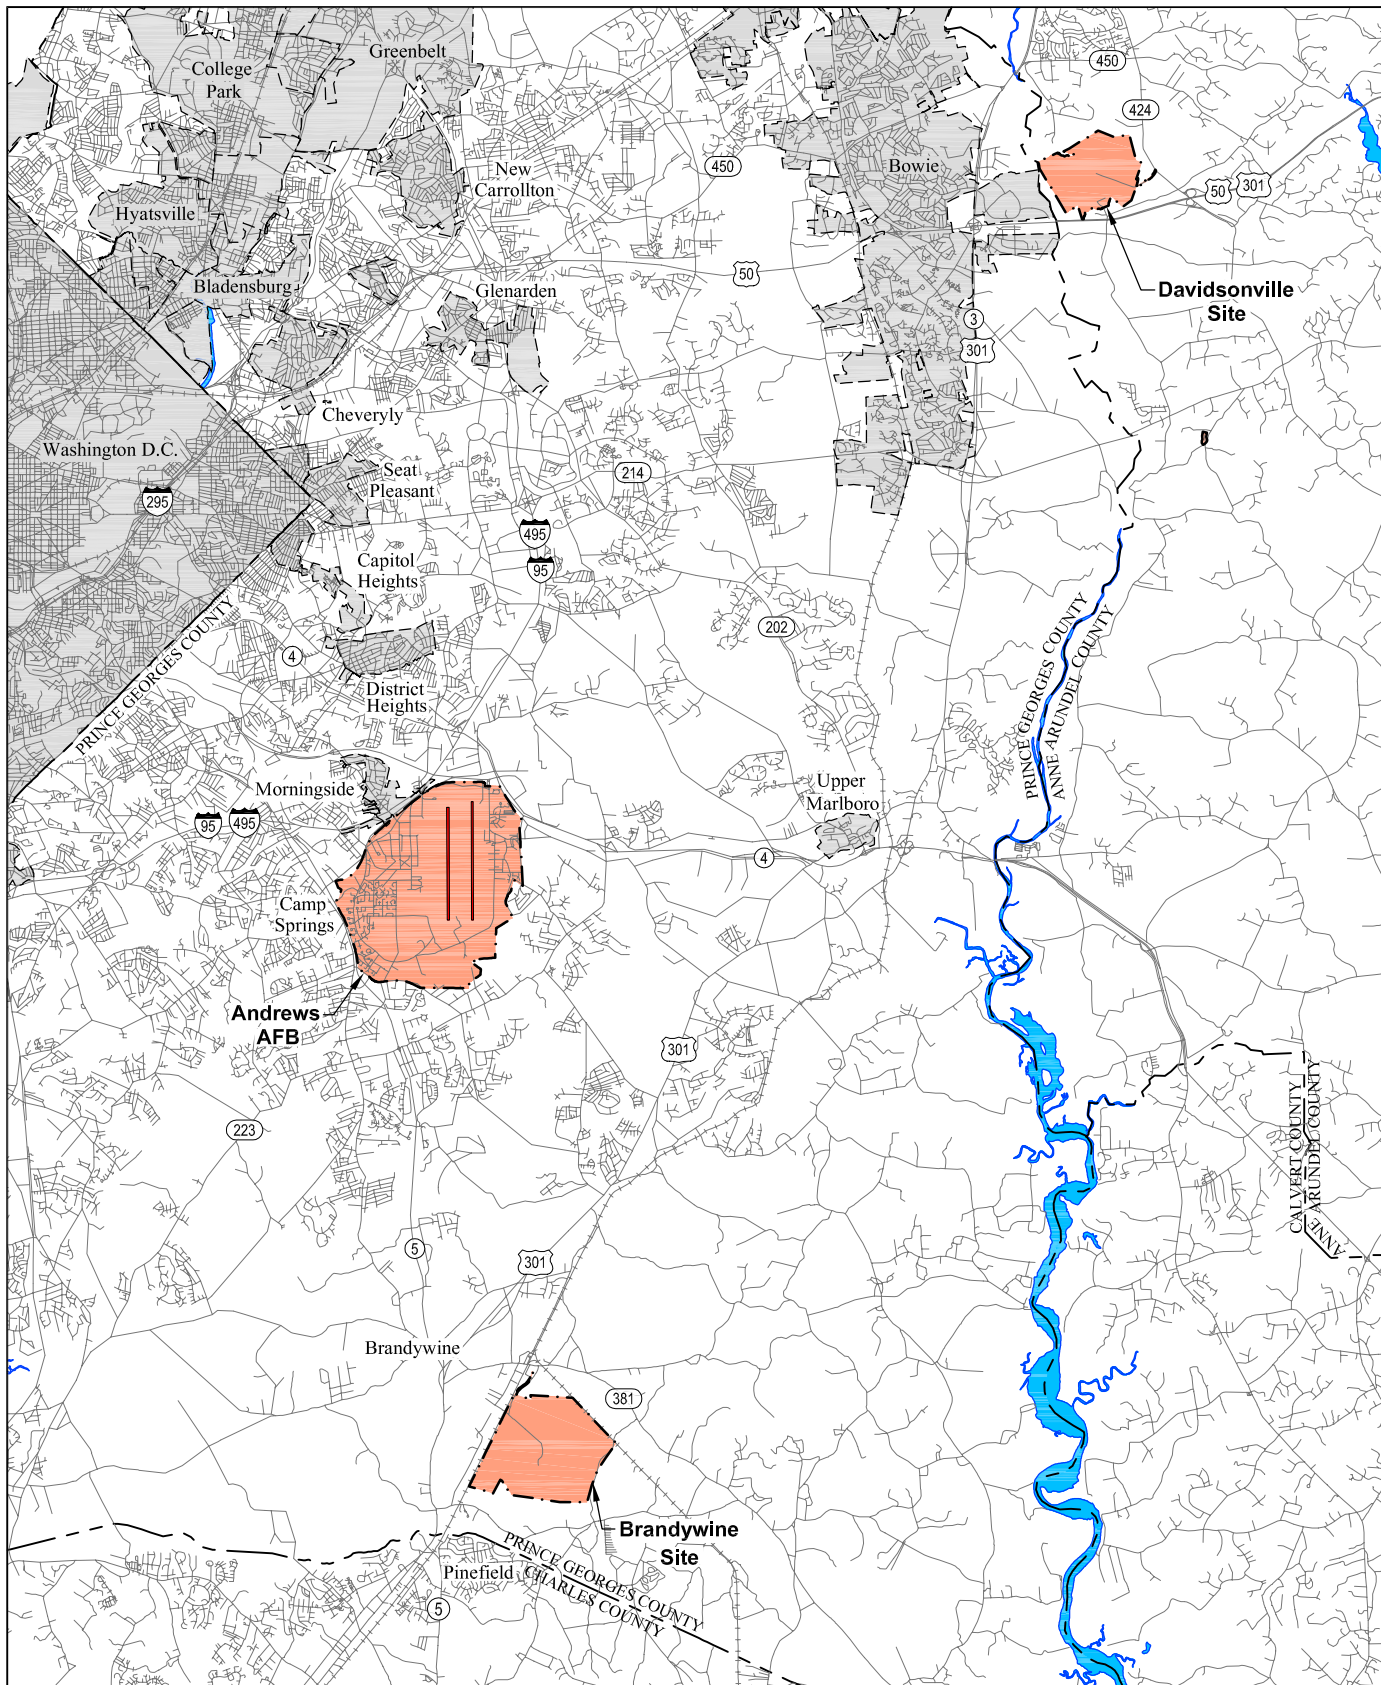 Greenbelt
College
Park
450
424
New
Carrollton
450
Bowie
50
301
Hyatsville
Bladensburg
50
Glenarden
Davidsonville
Site
3
301
Cheveryly
Washington D.C.
Seat
Pleasant
214
295
495
95
Capitol
Heights
PRINCE GEORGES COUNTY
4
202
PRINCE GEORGES COUNTY
ANNE ARUNDEL COUNTY
District
Heights
Morningside
Upper
Marlboro
95
495
4
Camp
Springs
Andrews
AFB
301
223
CALVERT COUNTY
ANNE ARUNDEL COUNTY
5
301
Brandywine
381
Brandywine
Site
PRINCE GEORGES COUNTY
CHARLES COUNTY
Pinefield
5